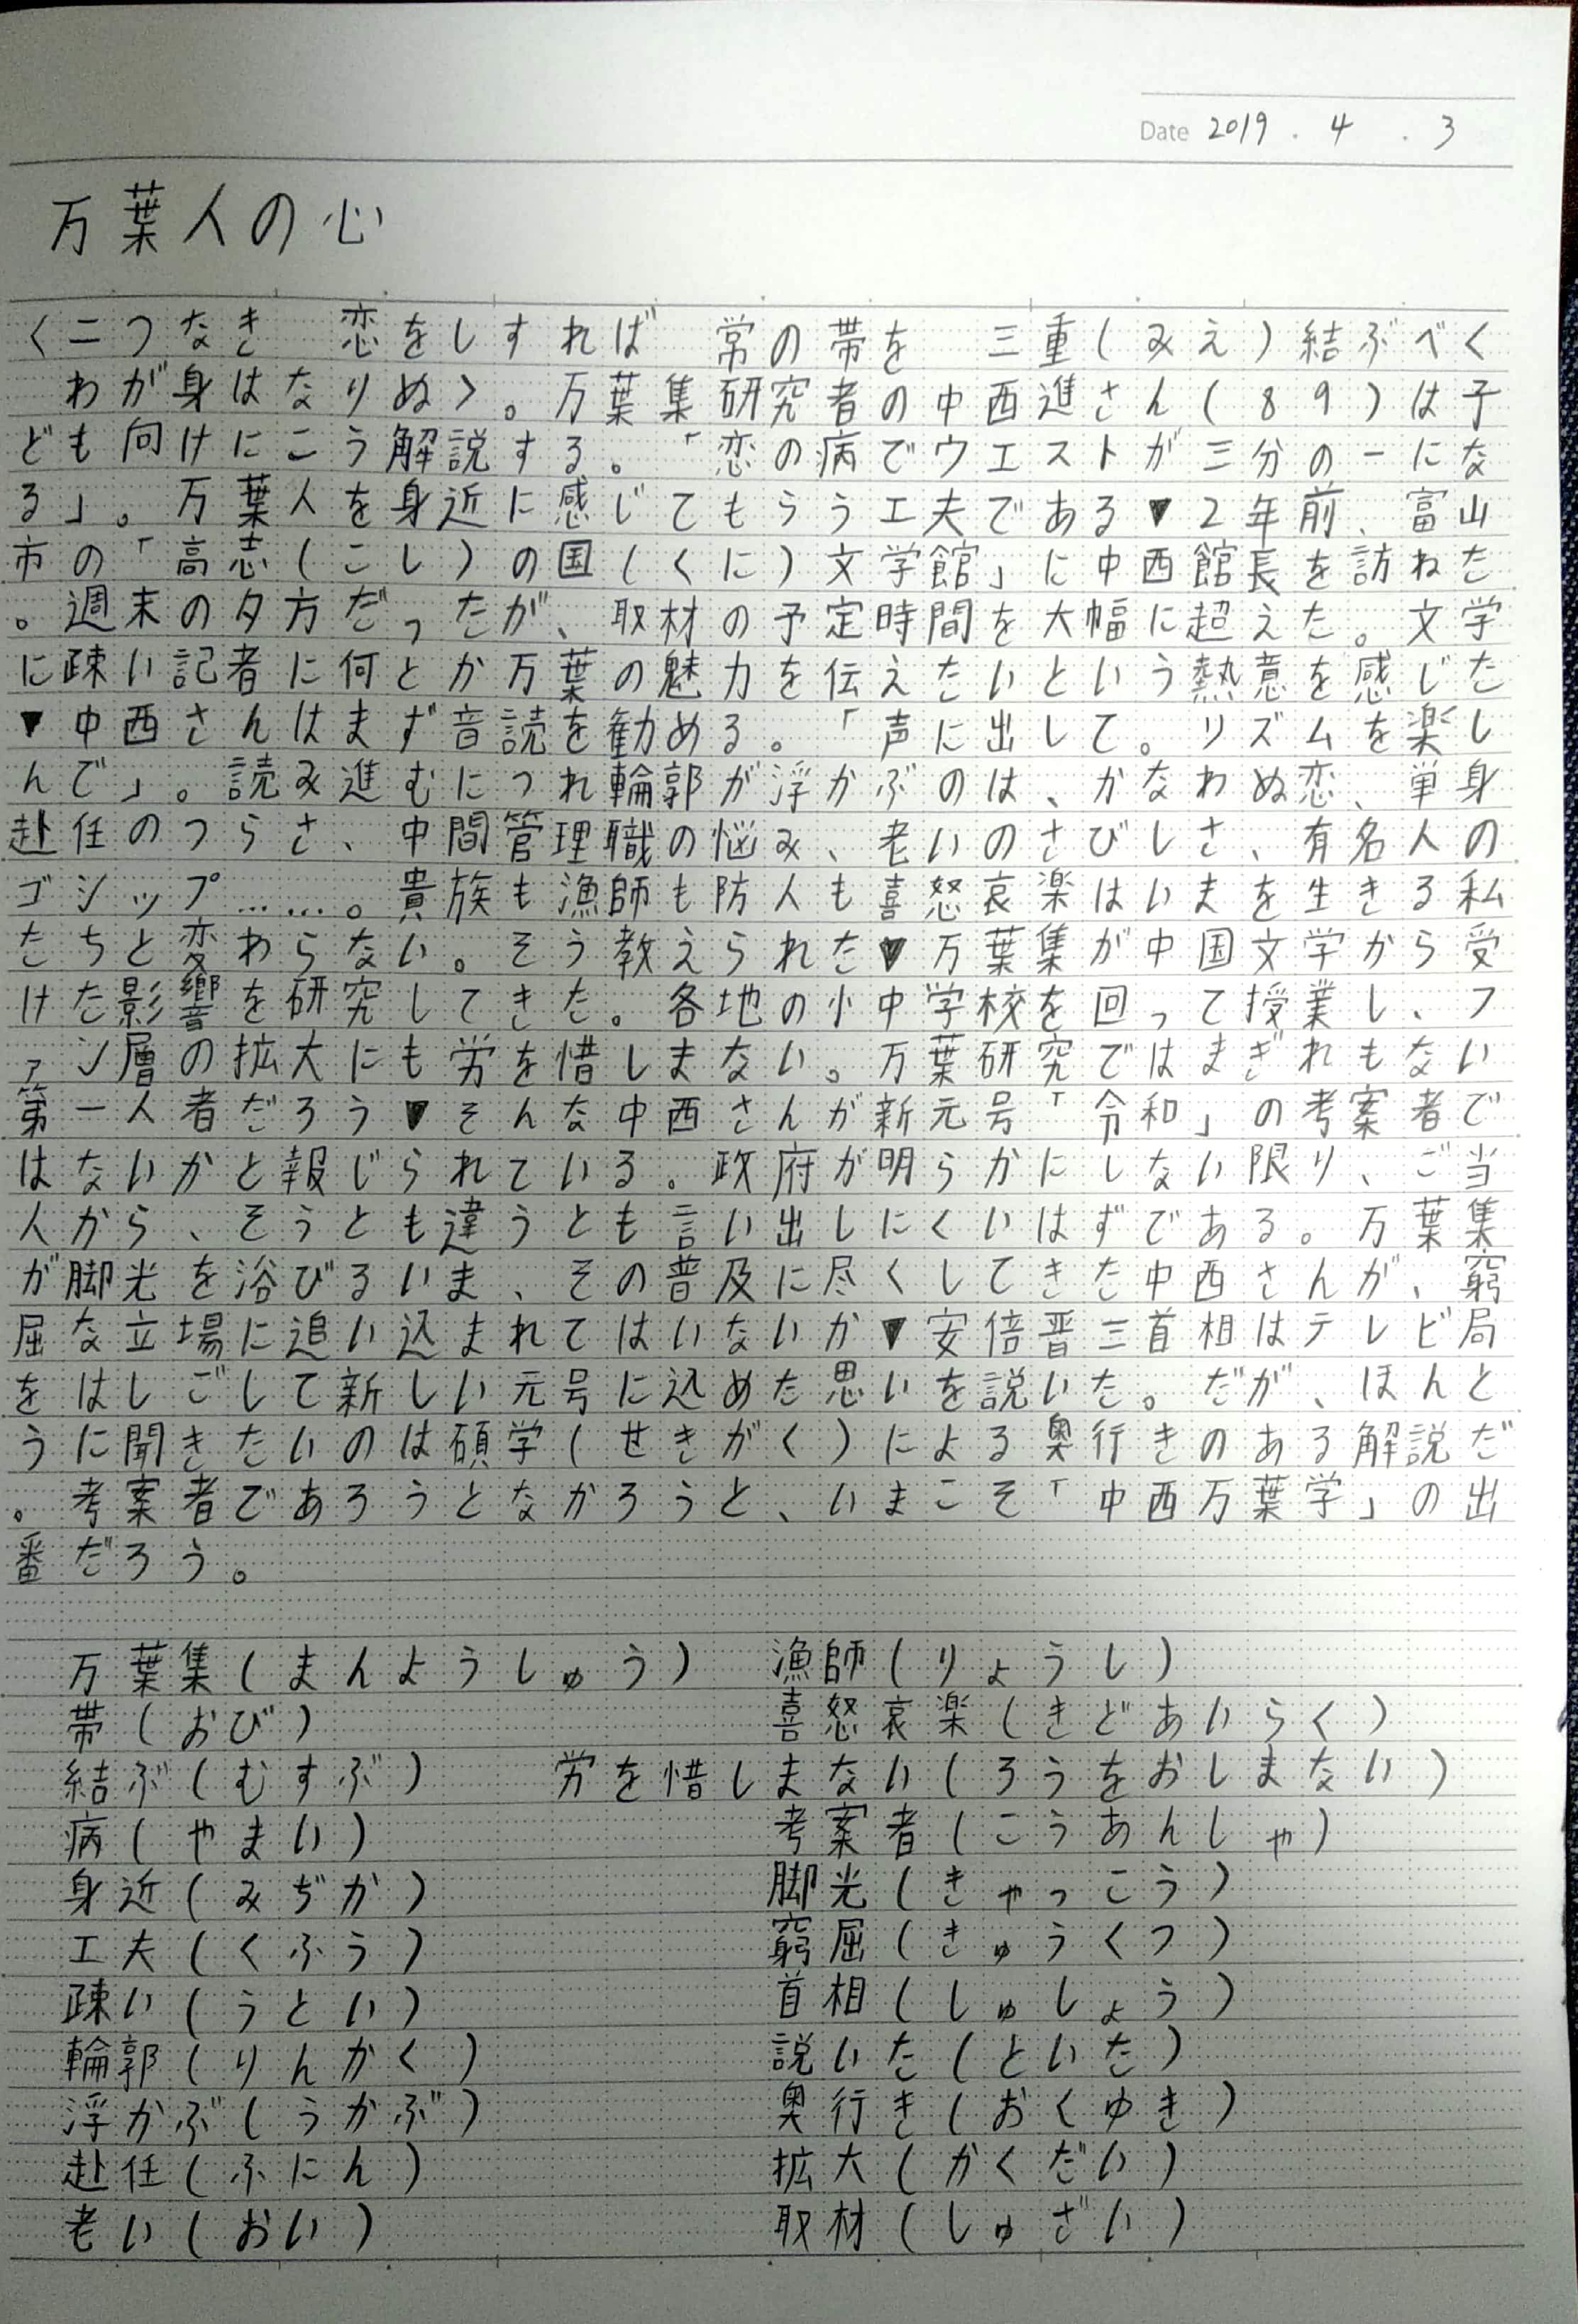 Date 2019 . 4 . 3
万葉人の心
〈二つなき　恋をしすれば　常の帯を　三重(みえ)結ぶべく
わが身はなりぬ〉。万葉集研究者の中西進さん(89)は子
ども向けにこう解説する。「恋の病でウエストが三分の一にな
る」。万葉人を身近に感じてもらう工夫である▼2年前、富山
市の「高志(こし)の国(くに)文学館」に中西館長を訪ねた
。週末の夕方だったが、取材の予定時間を大幅に超えた。文学
に疎い記者に何とか万葉の魅力を伝えたいという熱意を感じた
▼中西さんはまず音読を勧める。「声に出して。リズムを楽し
んで」。読み進むにつれ輪郭が浮かぶのは、かなわぬ恋、単身
赴任のつらさ、中間管理職の悩み、老いのさびしさ、有名人の
ゴシップ……。貴族も漁師も防人も喜怒哀楽はいまを生きる私
たちと変わらない。そう教えられた▼万葉集が中国文学から受
けた影響を研究してきた。各地の小中学校を回って授業し、フ
ァン層の拡大にも労を惜しまない。万葉研究ではまぎれもない
第一人者だろう▼そんな中西さんが新元号「令和」の考案者で
はないかと報じられている。政府が明らかにしない限り、ご当
人から、そうとも違うとも言い出しにくいはずである。万葉集
が脚光を浴びるいま、その普及に尽くしてきた中西さんが、窮
屈な立場に追い込まれてはいないか▼安倍晋三首相はテレビ局
をはしごして新しい元号に込めた思いを説いた。だが、ほんと
うに聞きたいのは碩学(せきがく)による奥行きのある解説だ
。考案者であろうとなかろうと、いまこそ「中西万葉学」の出
番だろう。
万葉集(まんようしゅう)　漁師(りょうし)
帯(おび)　喜怒哀楽(きどあいらく)
結ぶ(むすぶ)　労を惜しまない(ろうをおしまない)
病(やまい)　考案者(こうあんしゃ)
身近(みぢか)　脚光(きゃっこう)
工夫(くふう)　窮屈(きゅうくつ)
疎い(うとい)　首相(しゅしょう)
輪郭(りんかく)　説いた(といた)
浮かぶ(うかぶ)　奥行き(おくゆき)
赴任(ふにん)　拡大(かくだい)
老い(おい)　取材(しゅざい)